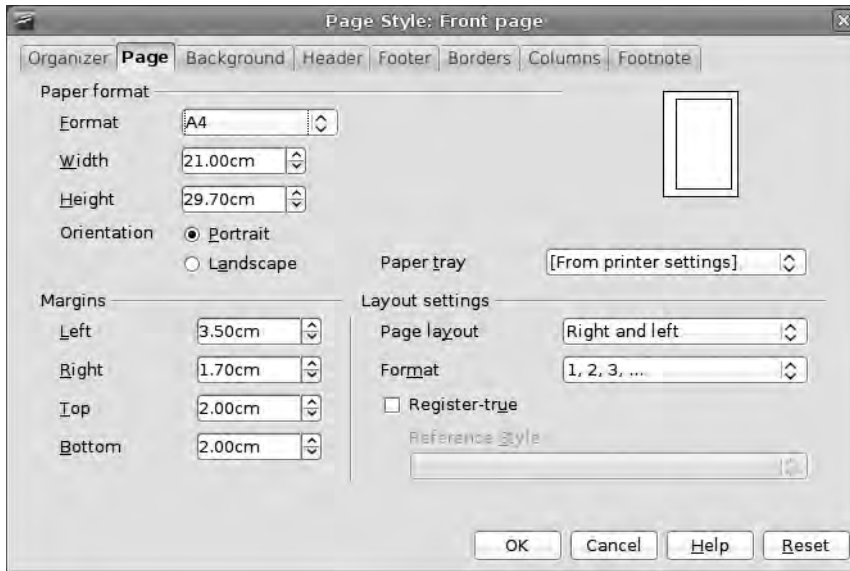 Page Style: Front page
Organizer Page Background Header Footer Borders Columns Footnote
Paper format
Format A4
Width 21.00cm
Height 29.70cm
Orientation Portrait
Landscape
Paper tray [From printer settings]
Margins
Left 3.50cm
Right 1.70cm
Top 2.00cm
Bottom 2.00cm
Layout settings
Page layout Right and left
Format 1, 2, 3, ...
Register-true
Reference Style
OK Cancel Help Reset